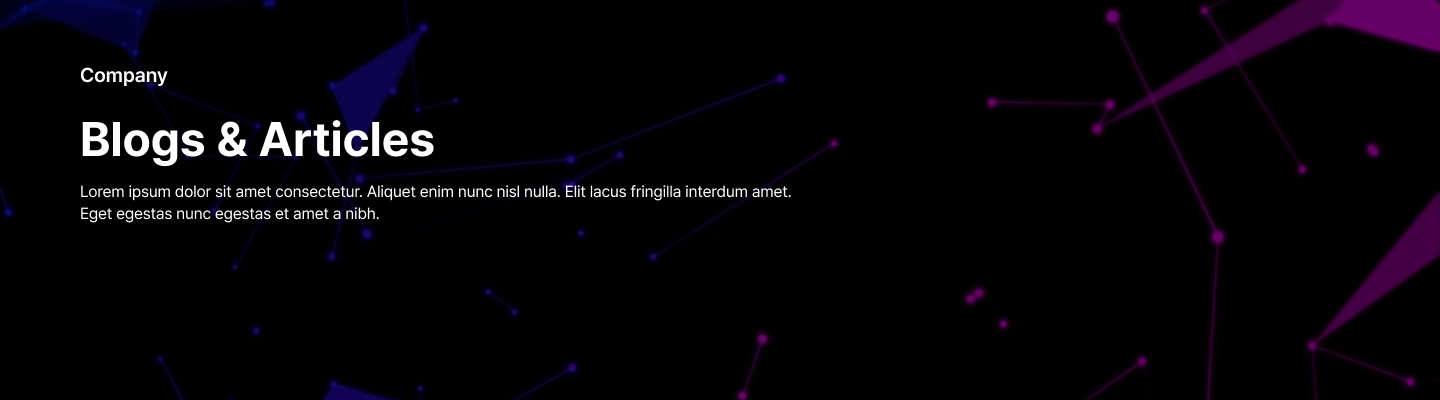 Company
Blogs & Articles
Lorem ipsum dolor sit amet consectetur. Aliquet enim nunc nisl nulla. Elit lacus fringilla interdum amet.
Eget egestas nunc egestas et amet a nibh.